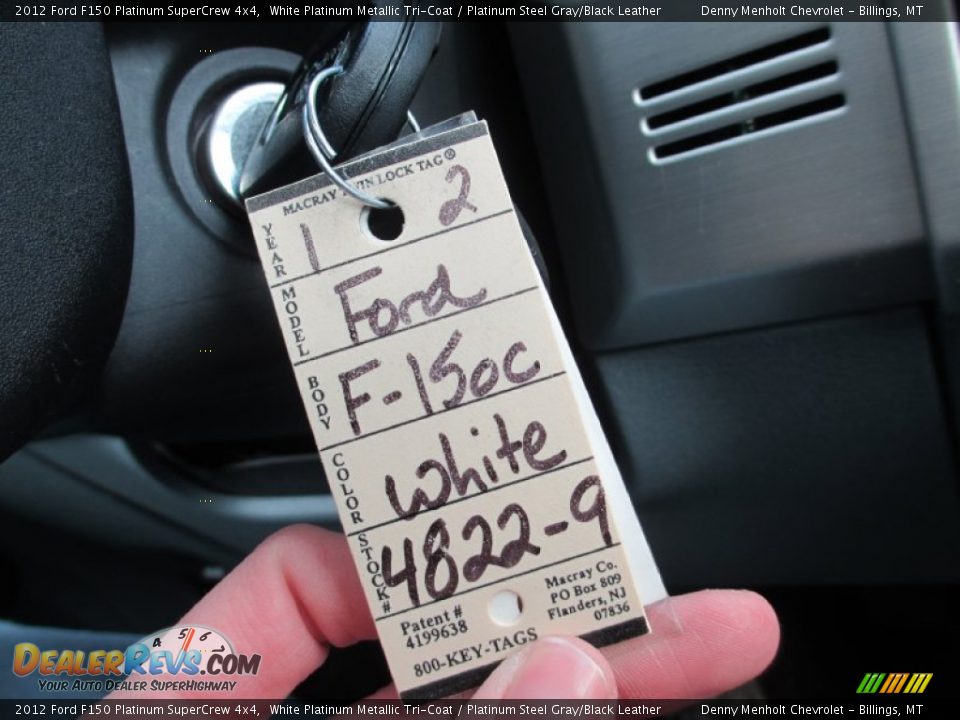 2012 Ford F150 Platinum SuperCrew 4x4, White Platinum Metallic Tri-Coat / Platinum Steel Gray/Black Leather Denny Menholt Chevrolet - Billings, MT
MACRAY TWIN LOCK TAG®
YEAR 1 2
MODEL Ford
BODY F-150C
COLOR White
STOCK# 4822-9
Patent #
4199638
Macray Co.
PO Box 809
Flanders, NJ
07836
800-KEY-TAGS
4 5 6
DEALERREVS.COM
YOUR AUTO DEALER SUPERHIGHWAY
2012 Ford F150 Platinum SuperCrew 4x4, White Platinum Metallic Tri-Coat / Platinum Steel Gray/Black Leather Denny Menholt Chevrolet - Billings, MT